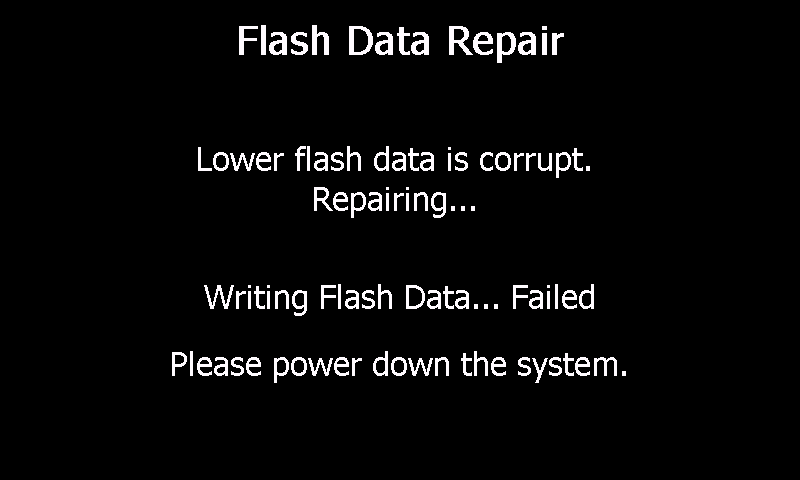 Flash Data Repair
Lower flash data is corrupt.
Repairing...
Writing Flash Data... Failed
Please power down the system.